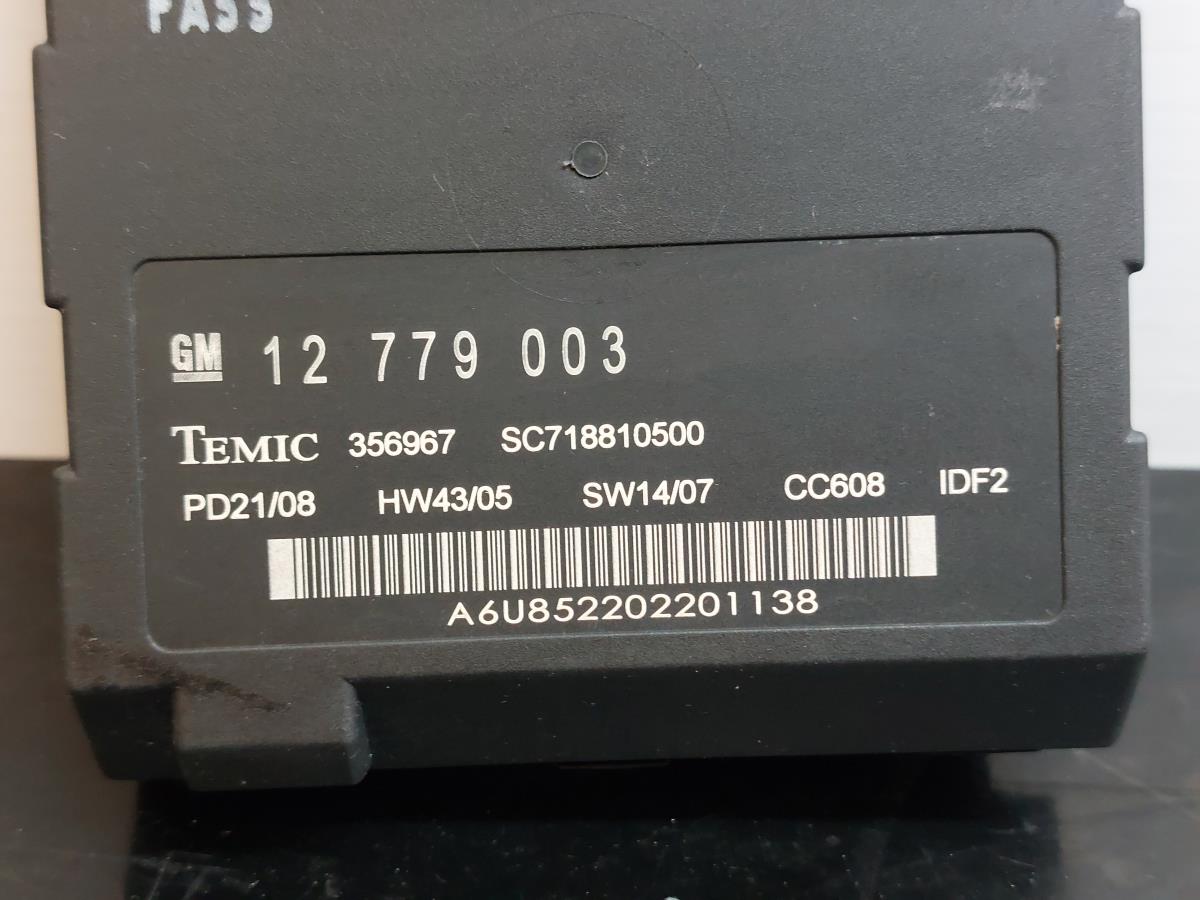 PASS
GM 12 779 003
TEMIC 356967 SC718810500
PD21/08 HW43/05 SW14/07 CC608 IDF2
A6U852202201138